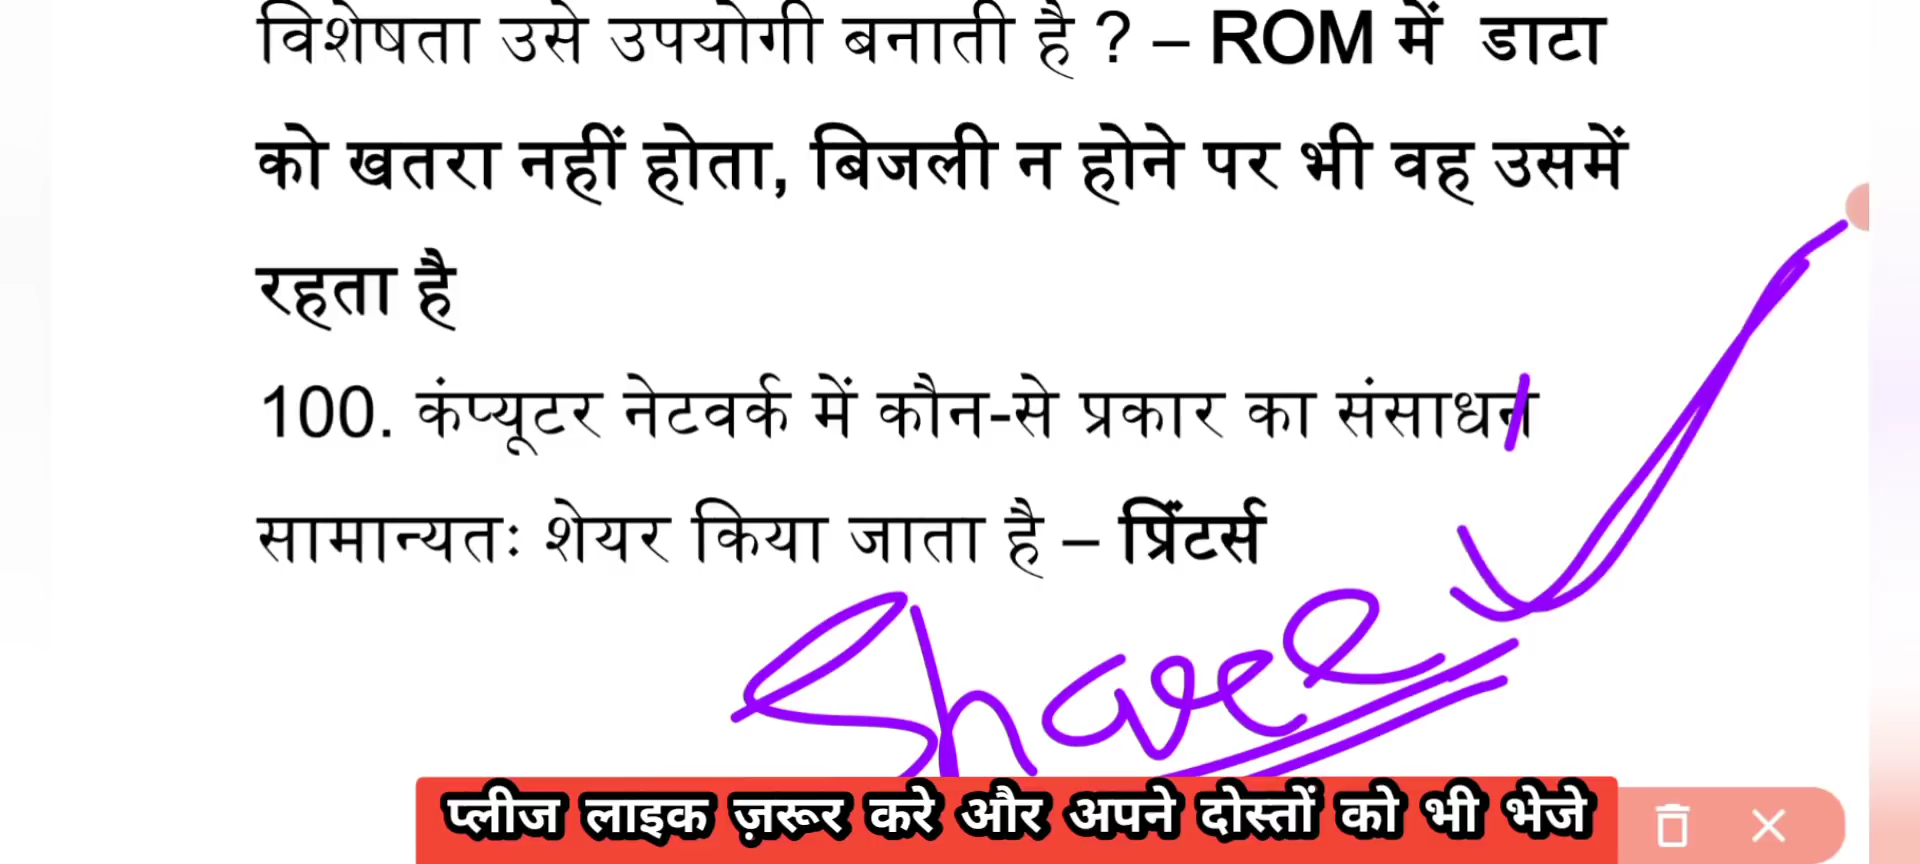 विशेषता उसे उपयोगी बनाती है ? – ROM में डाटा
को खतरा नहीं होता, बिजली न होने पर भी वह उसमें
रहता है
100. कंप्यूटर नेटवर्क में कौन-से प्रकार का संसाधन
सामान्यतः शेयर किया जाता है – प्रिंटर्स
Share
प्लीज लाइक ज़रूर करे और अपने दोस्तों को भी भेजे